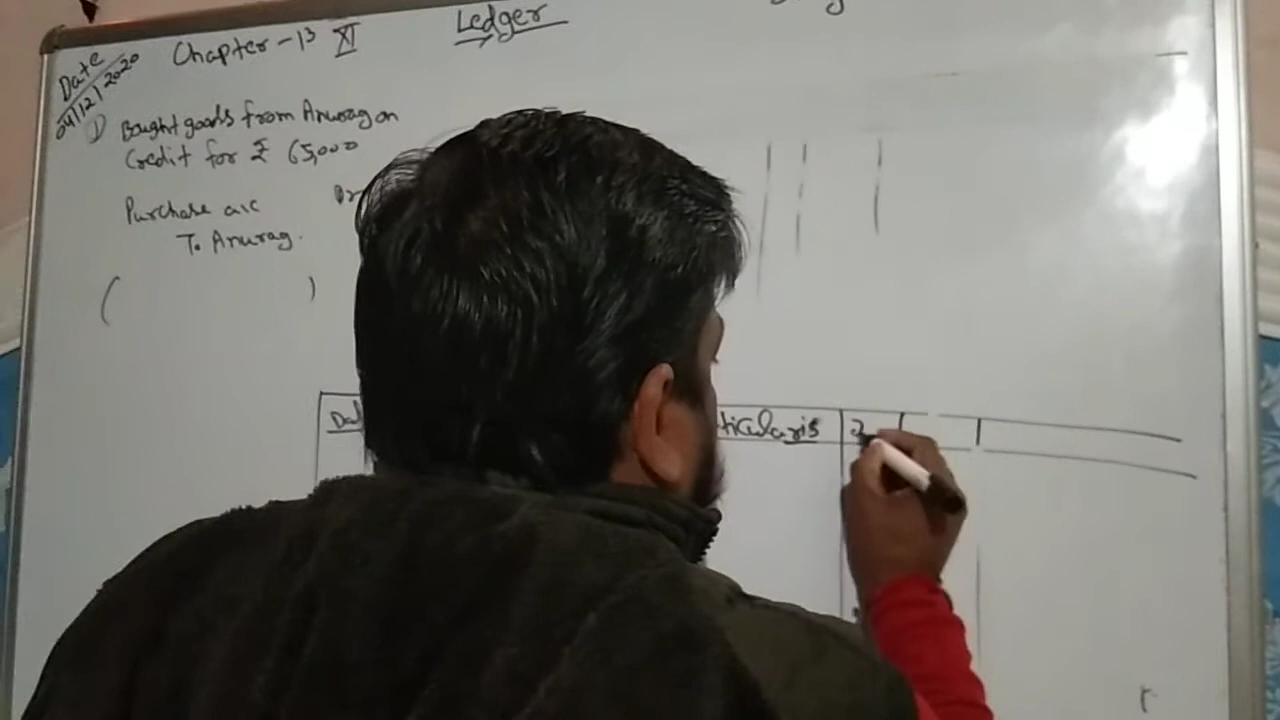 Ledger
Chapter-13 XI
Date
04/12/2020
1) Bought goods from Anurag on
Credit for ₹ 65,000
Purchase a/c Dr
To Anurag.
( )